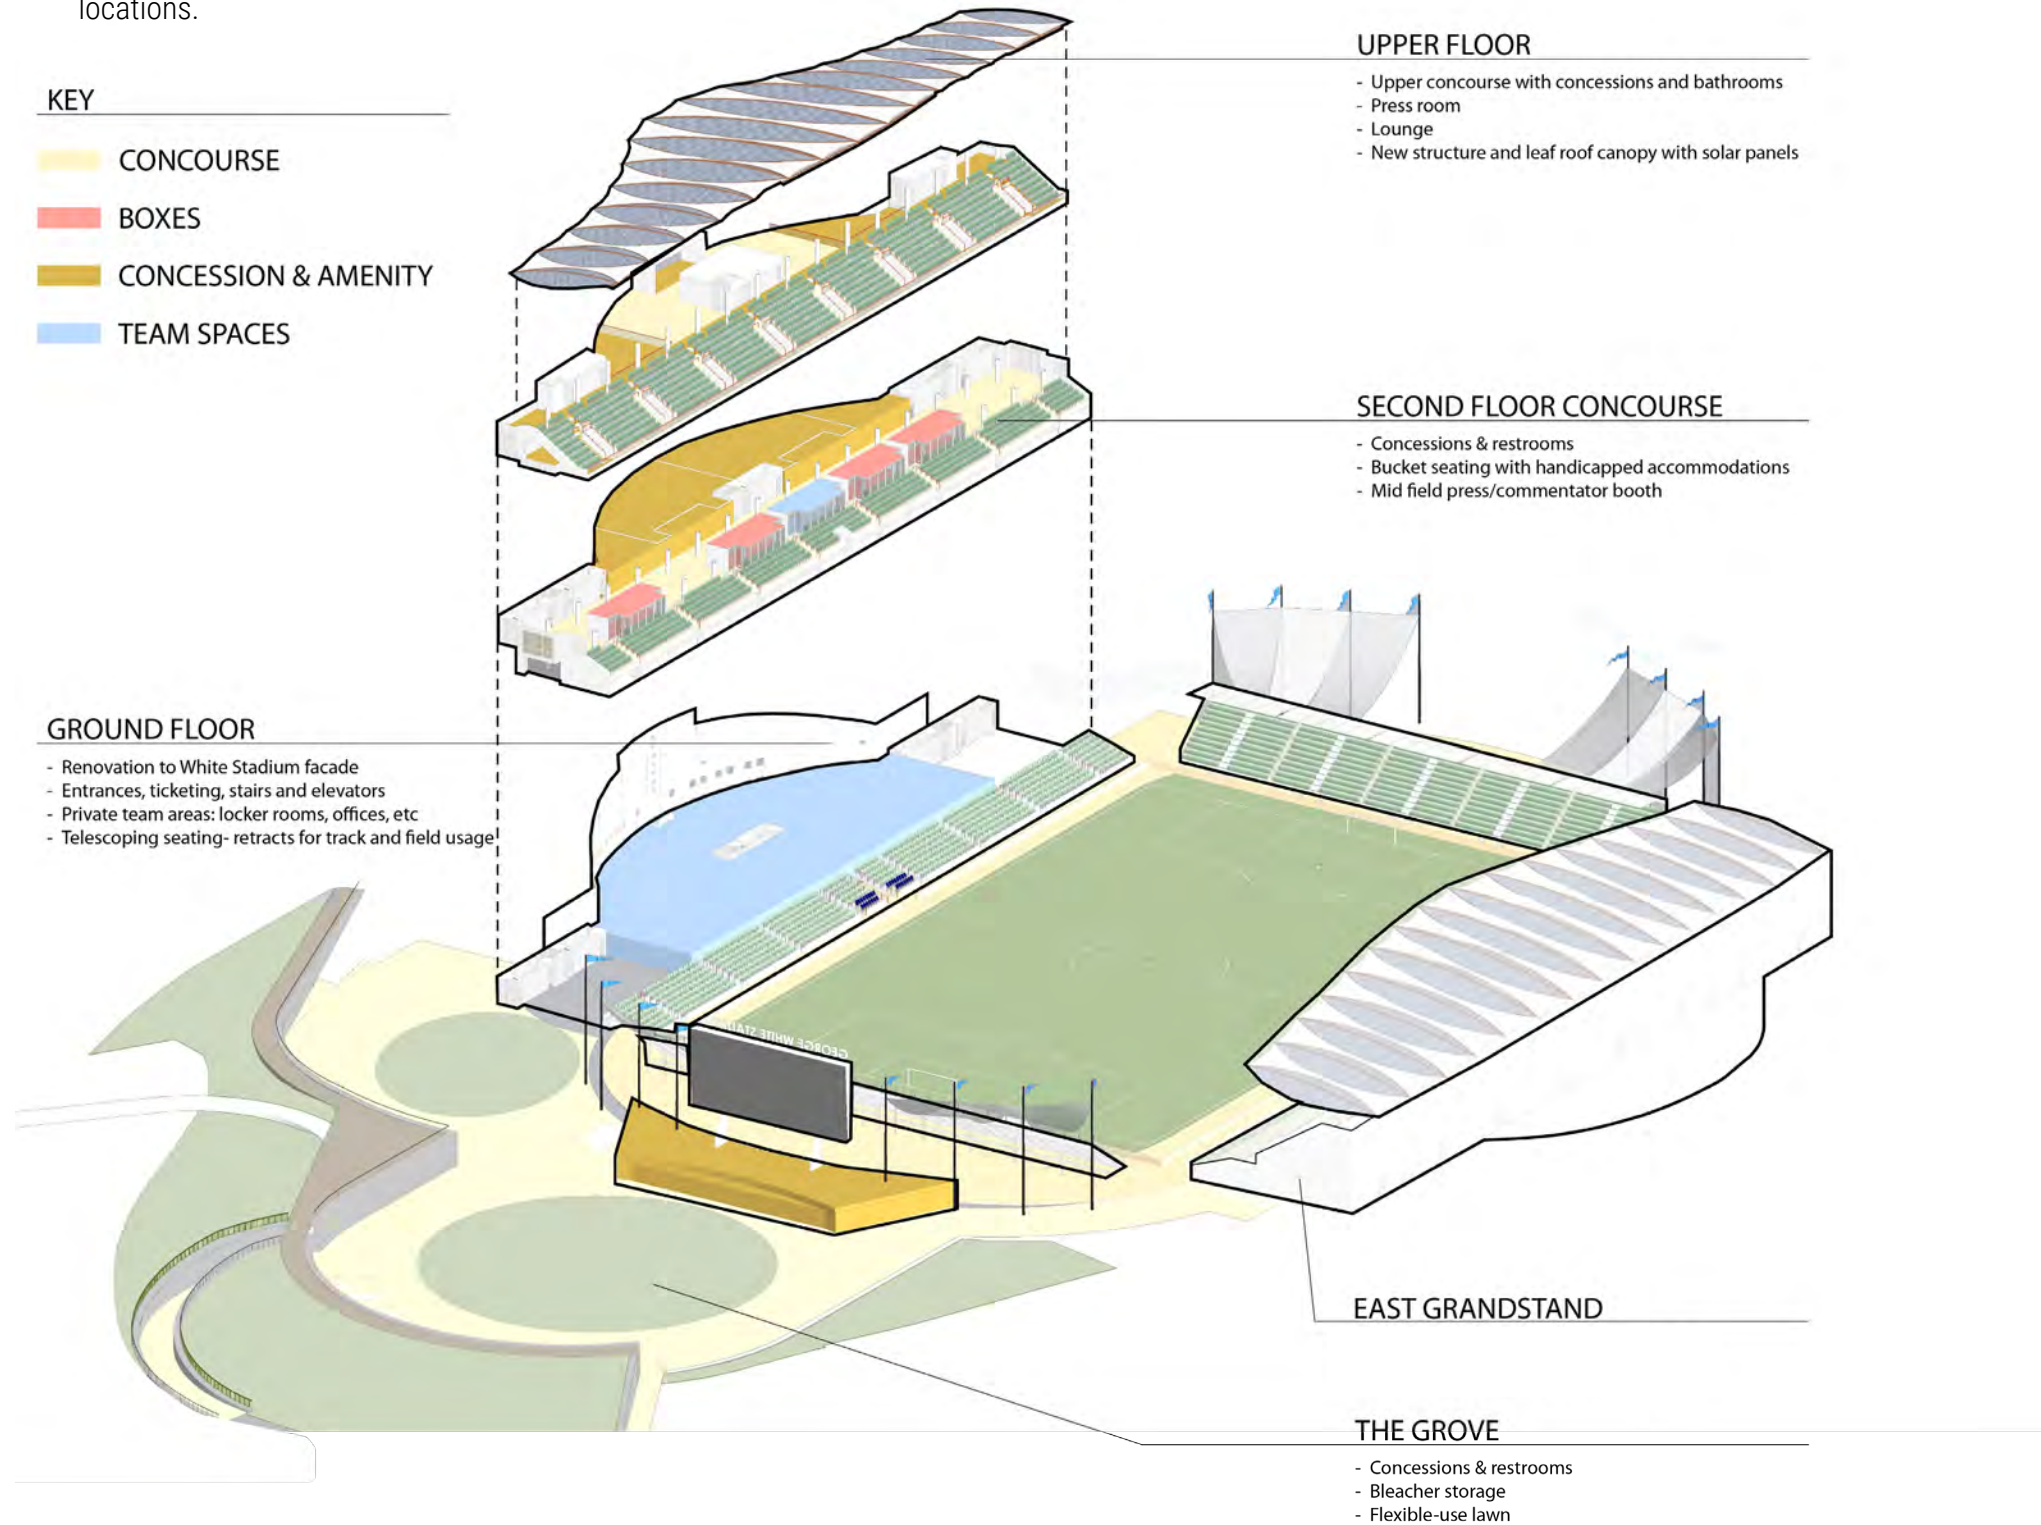 locations.
KEY
CONCOURSE
BOXES
CONCESSION & AMENITY
TEAM SPACES
UPPER FLOOR
- Upper concourse with concessions and bathrooms
- Press room
- Lounge
- New structure and leaf roof canopy with solar panels
SECOND FLOOR CONCOURSE
- Concessions & restrooms
- Bucket seating with handicapped accommodations
- Mid field press/commentator booth
GROUND FLOOR
- Renovation to White Stadium facade
- Entrances, ticketing, stairs and elevators
- Private team areas: locker rooms, offices, etc
- Telescoping seating- retracts for track and field usage
GEORGE WHITE
EAST GRANDSTAND
THE GROVE
- Concessions & restrooms
- Bleacher storage
- Flexible-use lawn